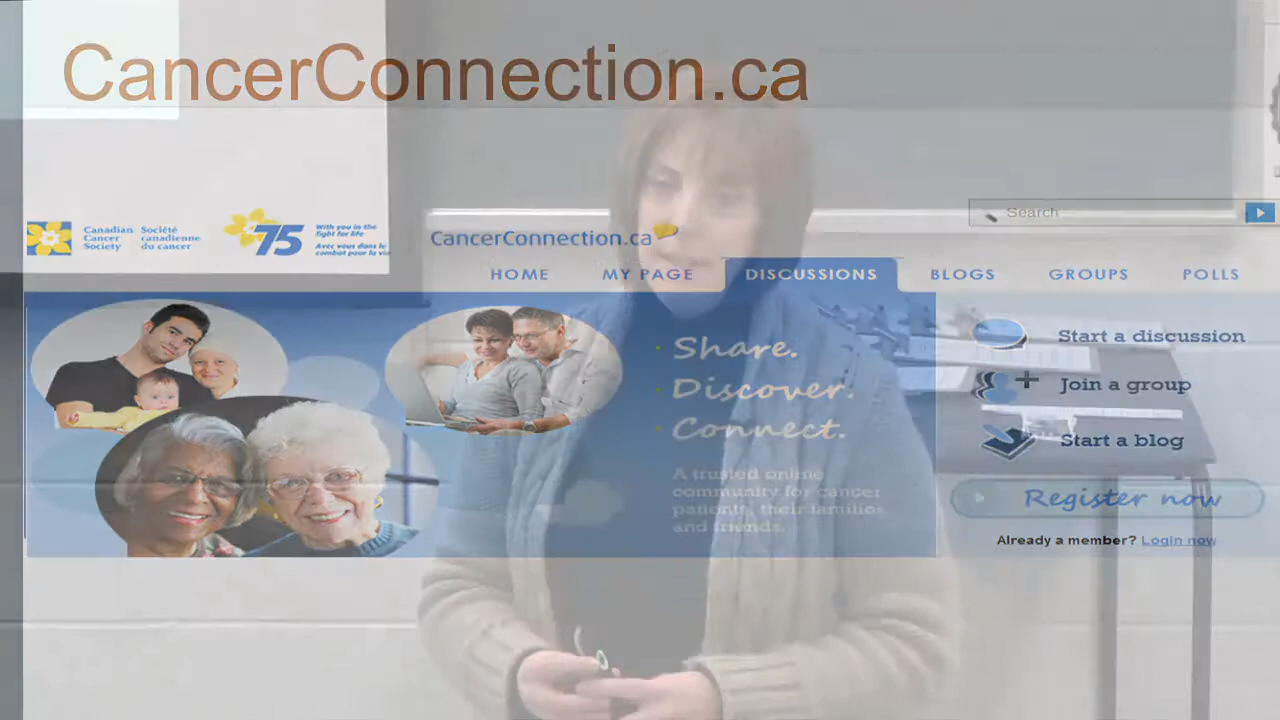 CancerConnection.ca
Canadian
Cancer
Society
Société
canadienne
du cancer
75
With you in the
fight for life
Avec vous dans le
combat pour la vie
CancerConnection.ca
Search
HOME MY PAGE DISCUSSIONS BLOGS GROUPS POLLS
Share.
Discover.
Connect.
A trusted online
community for cancer
patients, their families
and friends.
Start a discussion
Join a group
Start a blog
Register now
Already a member? Login now